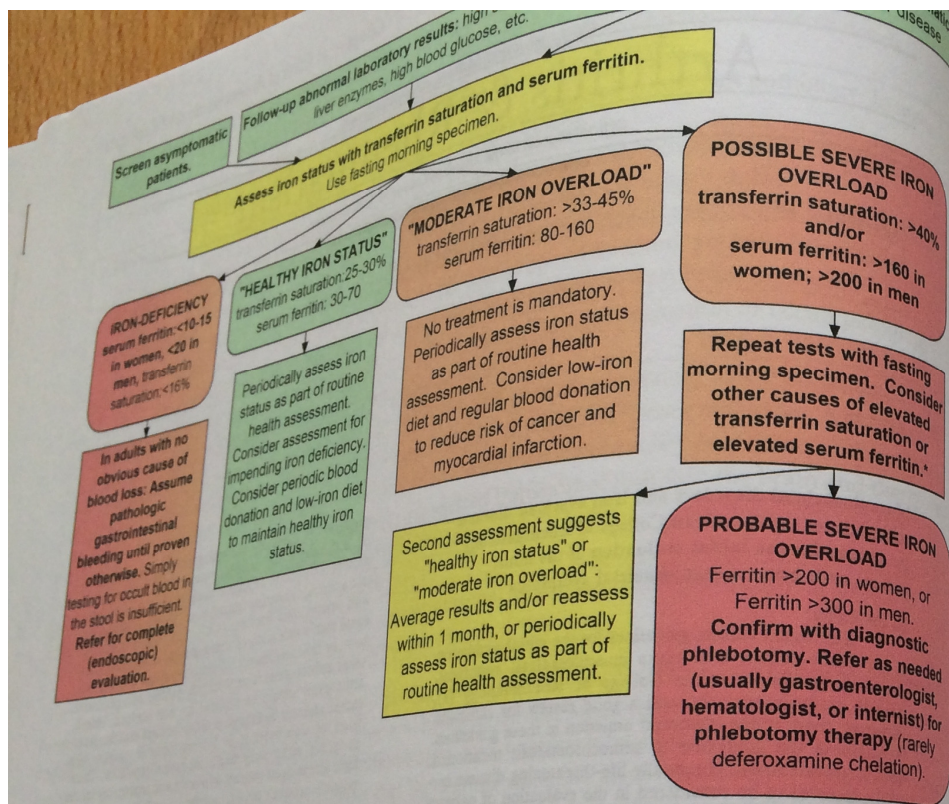 disease
Follow-up abnormal laboratory results: high
liver enzymes, high blood glucose, etc.
Screen asymptomatic
patients.
Assess iron status with transferrin saturation and serum ferritin.
Use fasting morning specimen.
IRON-DEFICIENCY
serum ferritin:<10-15
in women, <20 in
men, transferrin
saturation:<16%
In adults with no
obvious cause of
blood loss: Assume
pathologic
gastrointestinal
bleeding until proven
otherwise. Simply
testing for occult blood in
the stool is insufficient.
Refer for complete
(endoscopic)
evaluation.
"HEALTHY IRON STATUS"
transferrin saturation:25-30%
serum ferritin: 30-70
Periodically assess iron
status as part of routine
health assessment.
Consider assessment for
impending iron deficiency.
Consider periodic blood
donation and low-iron diet
to maintain healthy iron
status.
"MODERATE IRON OVERLOAD"
transferrin saturation: >33-45%
serum ferritin: 80-160
No treatment is mandatory.
Periodically assess iron status
as part of routine health
assessment. Consider low-iron
diet and regular blood donation
to reduce risk of cancer and
myocardial infarction.
POSSIBLE SEVERE IRON
OVERLOAD
transferrin saturation: >40%
and/or
serum ferritin: >160 in
women; >200 in men
Repeat tests with fasting
morning specimen. Consider
other causes of elevated
transferrin saturation or
elevated serum ferritin.*
Second assessment suggests
"healthy iron status" or
"moderate iron overload":
Average results and/or reassess
within 1 month, or periodically
assess iron status as part of
routine health assessment.
PROBABLE SEVERE IRON
OVERLOAD
Ferritin >200 in women, or
Ferritin >300 in men.
Confirm with diagnostic
phlebotomy. Refer as needed
(usually gastroenterologist,
hematologist, or internist) for
phlebotomy therapy (rarely
deferoxamine chelation).